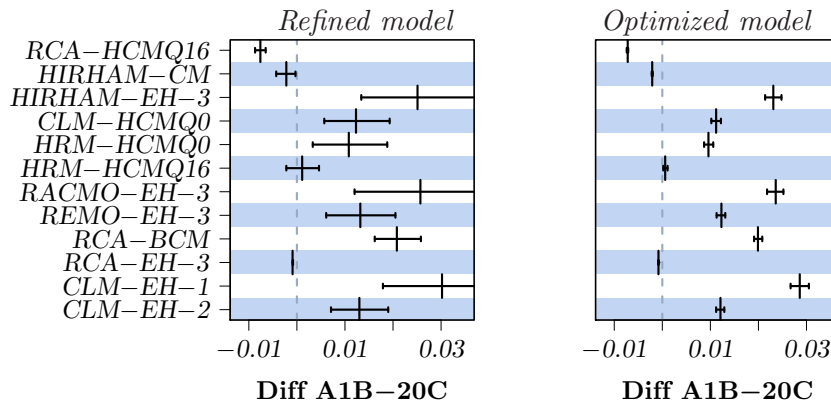 Refined model
Optimized model
RCA−HCMQ16
HIRHAM−CM
HIRHAM−EH−3
CLM−HCMQ0
HRM−HCMQ0
HRM−HCMQ16
RACMO−EH−3
REMO−EH−3
RCA−BCM
RCA−EH−3
CLM−EH−1
CLM−EH−2
−0.01 0.01 0.03
−0.01 0.01 0.03
Diff A1B−20C
Diff A1B−20C